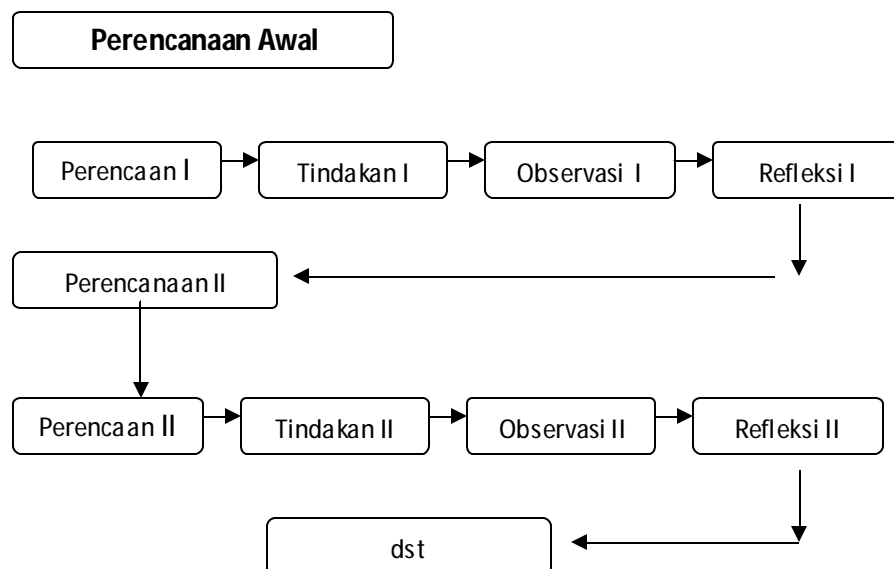 Perencanaan Awal
Perencaan I
Tindakan I
Observasi I
Refleksi I
Perencanaan II
Perencaan II
Tindakan II
Observasi II
Refleksi II
dst